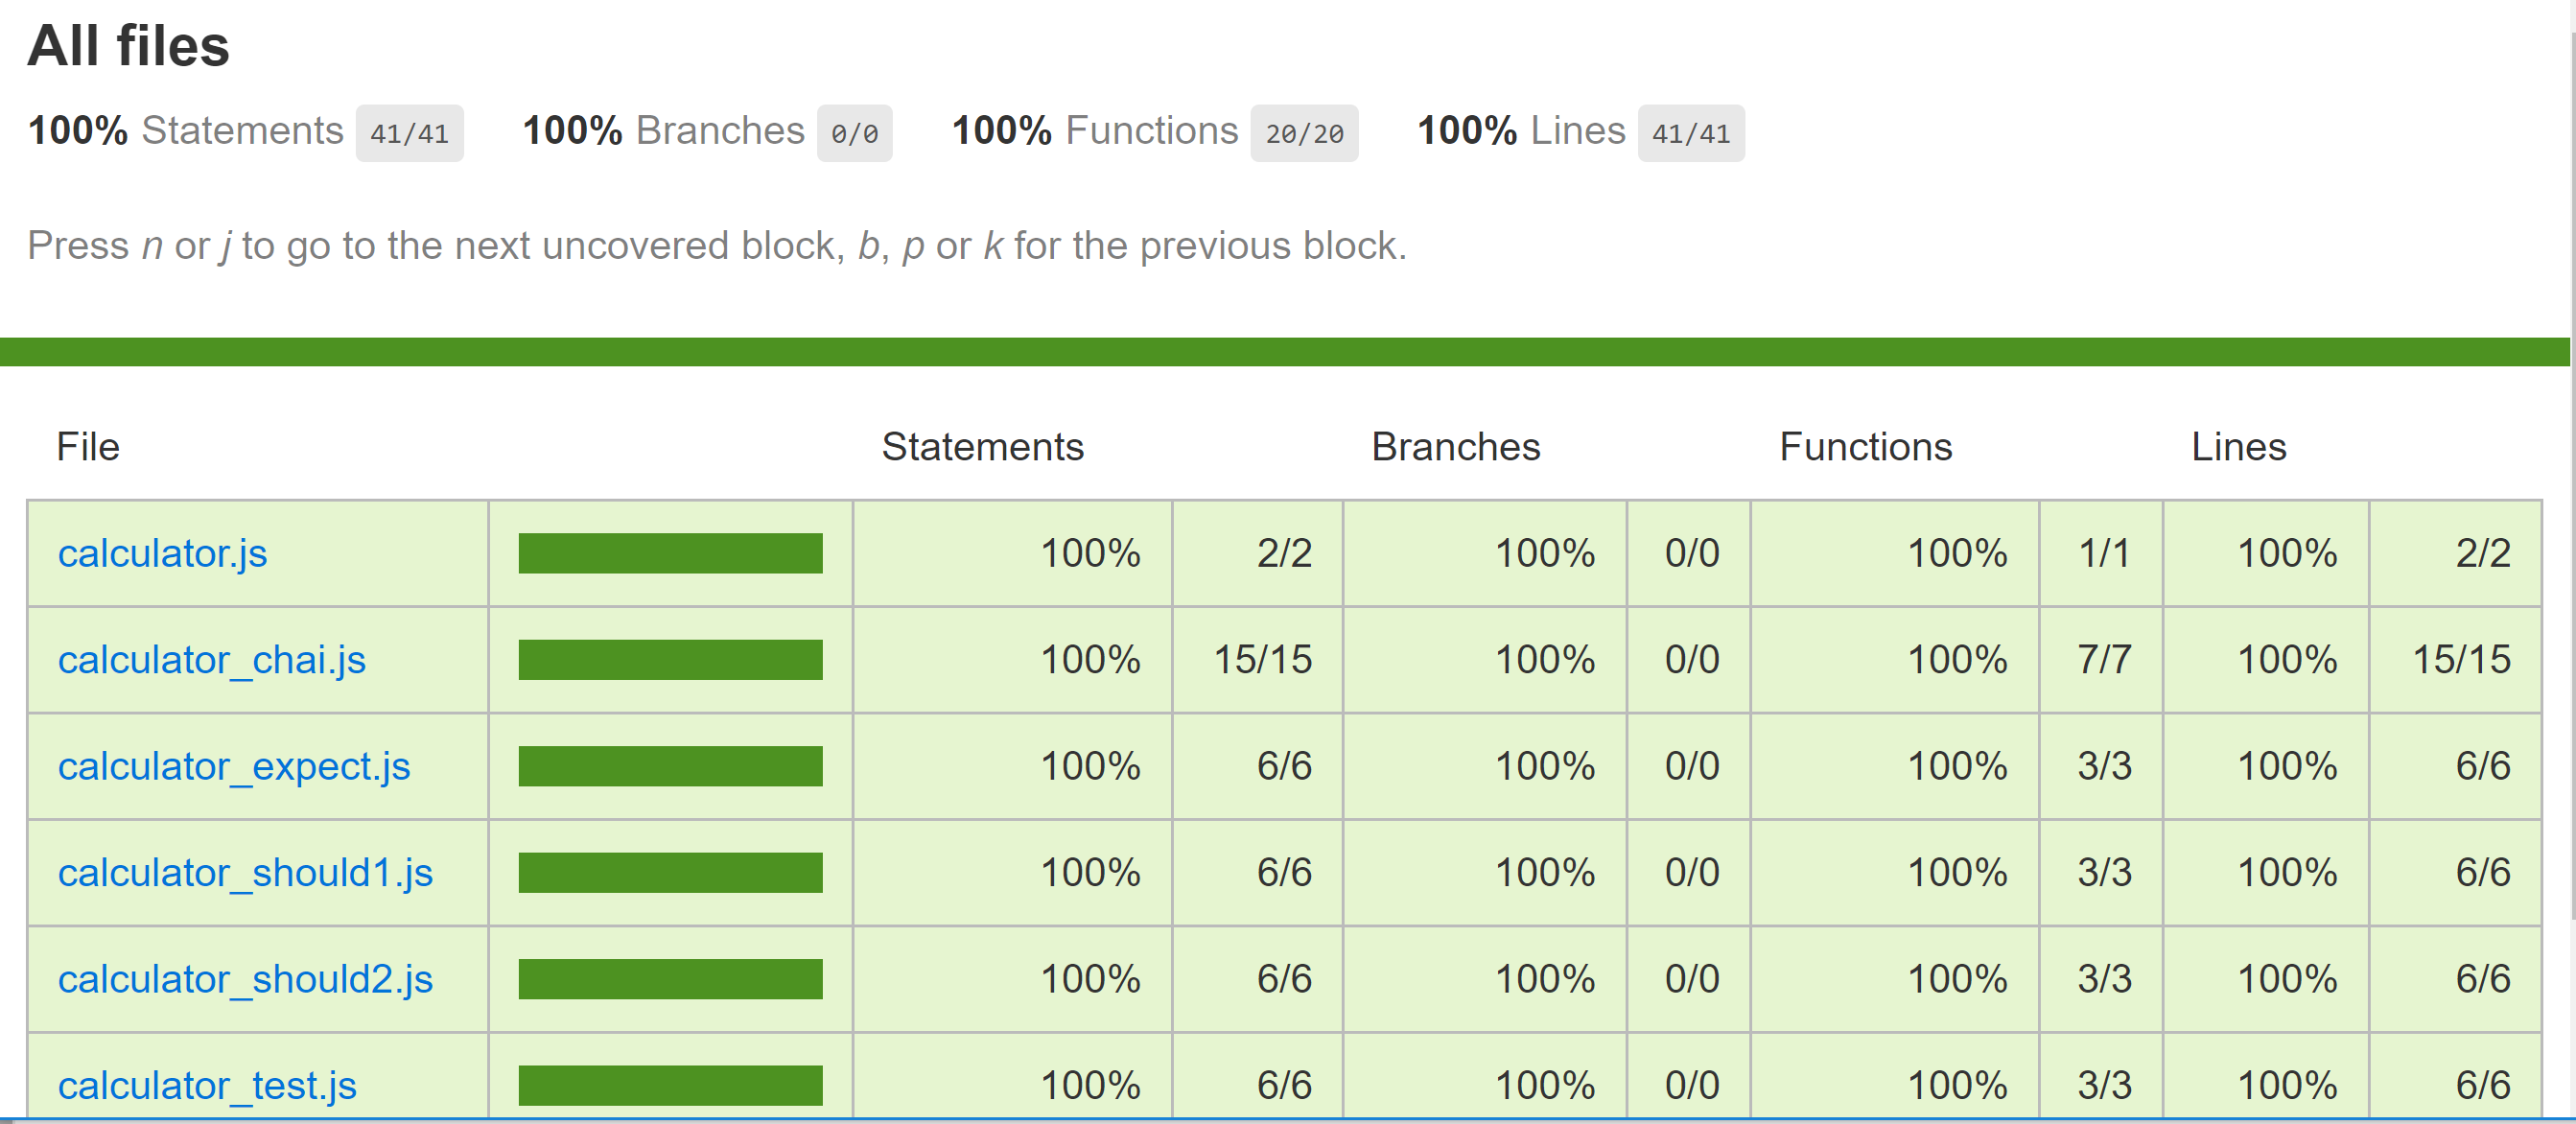 All files
100% Statements 41/41 100% Branches 0/0 100% Functions 20/20 100% Lines 41/41
Press n or j to go to the next uncovered block, b, p or k for the previous block.
File Statements Branches Functions Lines
calculator.js 100% 2/2 100% 0/0 100% 1/1 100% 2/2
calculator_chai.js 100% 15/15 100% 0/0 100% 7/7 100% 15/15
calculator_expect.js 100% 6/6 100% 0/0 100% 3/3 100% 6/6
calculator_should1.js 100% 6/6 100% 0/0 100% 3/3 100% 6/6
calculator_should2.js 100% 6/6 100% 0/0 100% 3/3 100% 6/6
calculator_test.js 100% 6/6 100% 0/0 100% 3/3 100% 6/6